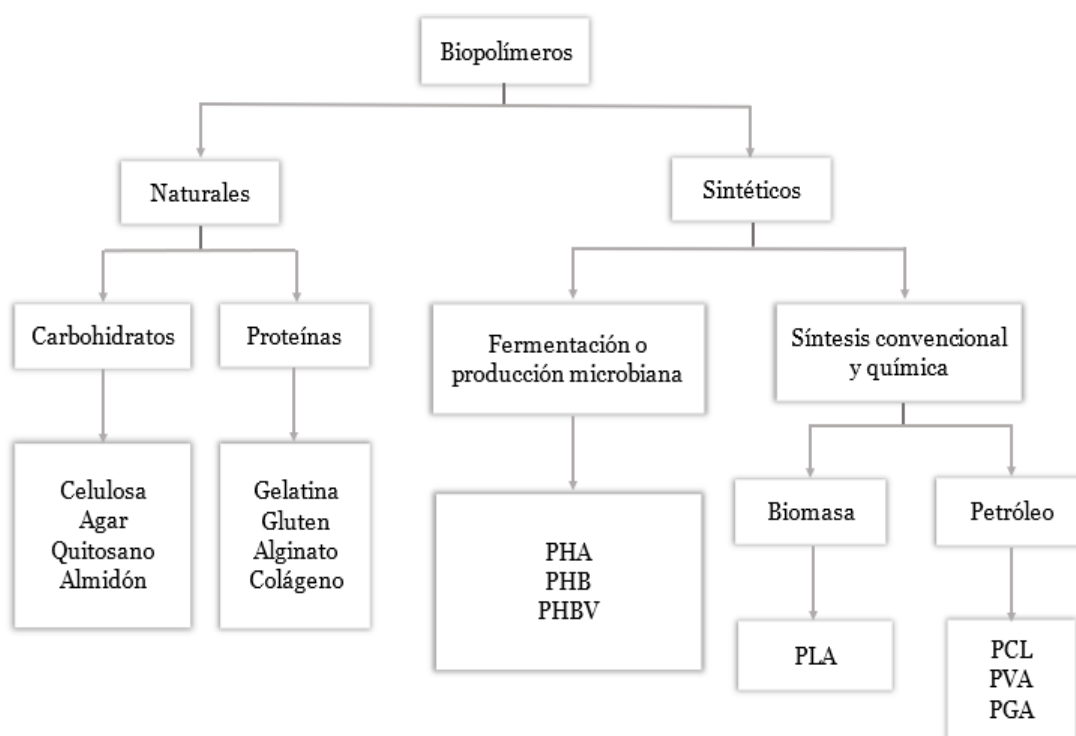 Biopolímeros
Naturales
Sintéticos
Carbohidratos
Proteínas
Fermentación o
producción microbiana
Síntesis convencional
y química
Celulosa
Agar
Quitosano
Almidón
Gelatina
Gluten
Alginato
Colágeno
PHA
PHB
PHBV
Biomasa
Petróleo
PLA
PCL
PVA
PGA